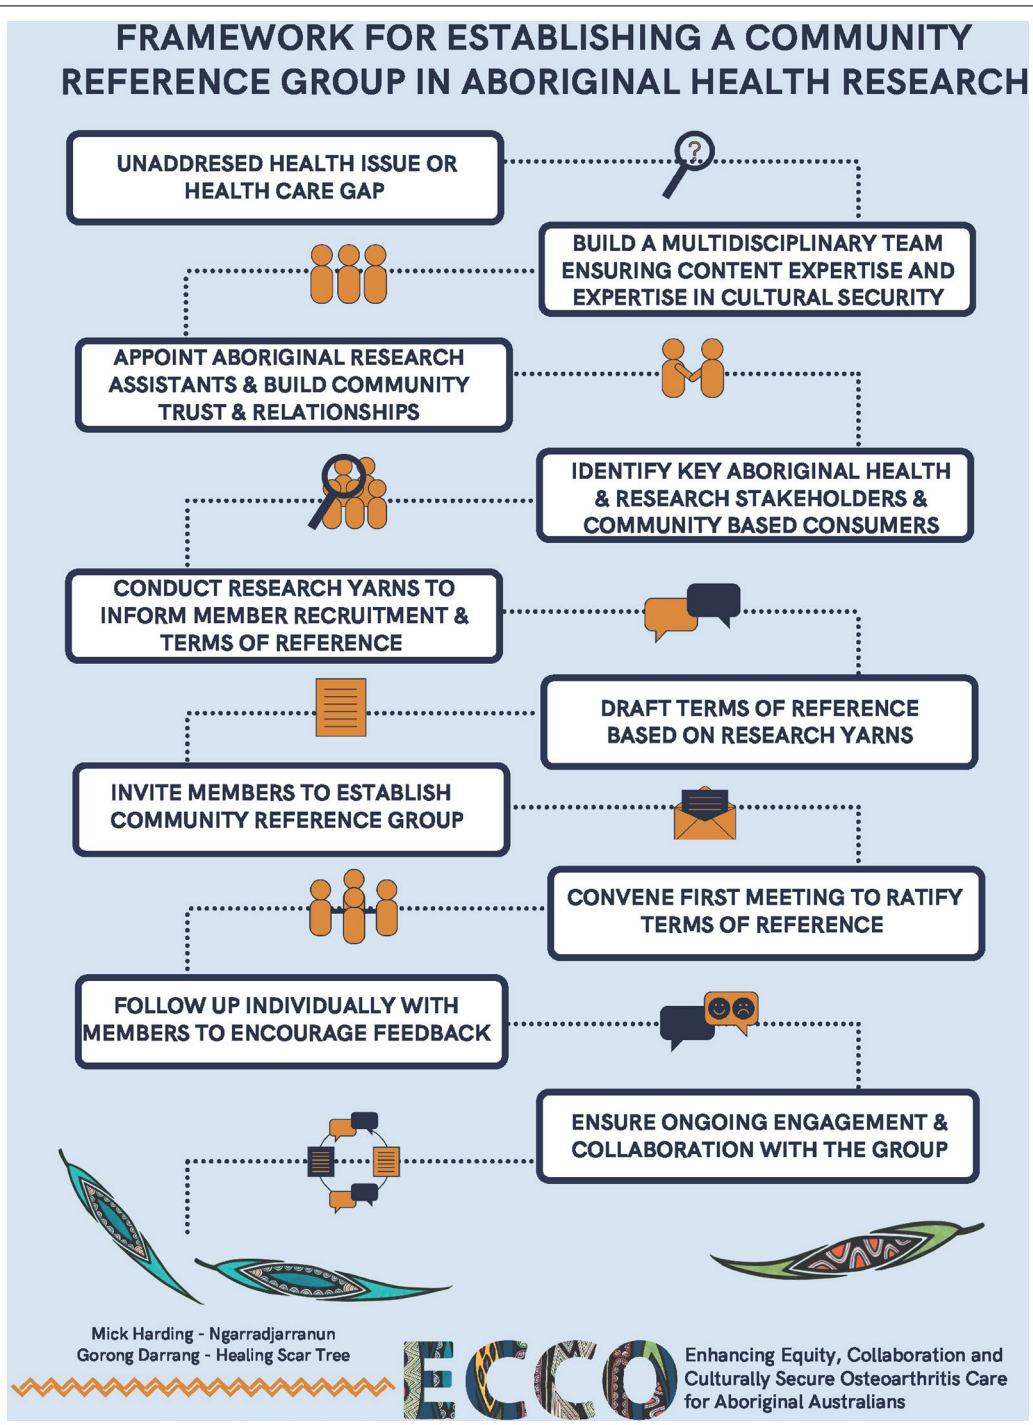 FRAMEWORK FOR ESTABLISHING A COMMUNITY
REFERENCE GROUP IN ABORIGINAL HEALTH RESEARCH
UNADDRESED HEALTH ISSUE OR
HEALTH CARE GAP
?
BUILD A MULTIDISCIPLINARY TEAM
ENSURING CONTENT EXPERTISE AND
EXPERTISE IN CULTURAL SECURITY
APPOINT ABORIGINAL RESEARCH
ASSISTANTS & BUILD COMMUNITY
TRUST & RELATIONSHIPS
IDENTIFY KEY ABORIGINAL HEALTH
& RESEARCH STAKEHOLDERS &
COMMUNITY BASED CONSUMERS
CONDUCT RESEARCH YARNS TO
INFORM MEMBER RECRUITMENT &
TERMS OF REFERENCE
DRAFT TERMS OF REFERENCE
BASED ON RESEARCH YARNS
INVITE MEMBERS TO ESTABLISH
COMMUNITY REFERENCE GROUP
CONVENE FIRST MEETING TO RATIFY
TERMS OF REFERENCE
FOLLOW UP INDIVIDUALLY WITH
MEMBERS TO ENCOURAGE FEEDBACK
ENSURE ONGOING ENGAGEMENT &
COLLABORATION WITH THE GROUP
Mick Harding - Ngarradjarranun
Gorong Darrang - Healing Scar Tree
ECCO
Enhancing Equity, Collaboration and
Culturally Secure Osteoarthritis Care
for Aboriginal Australians